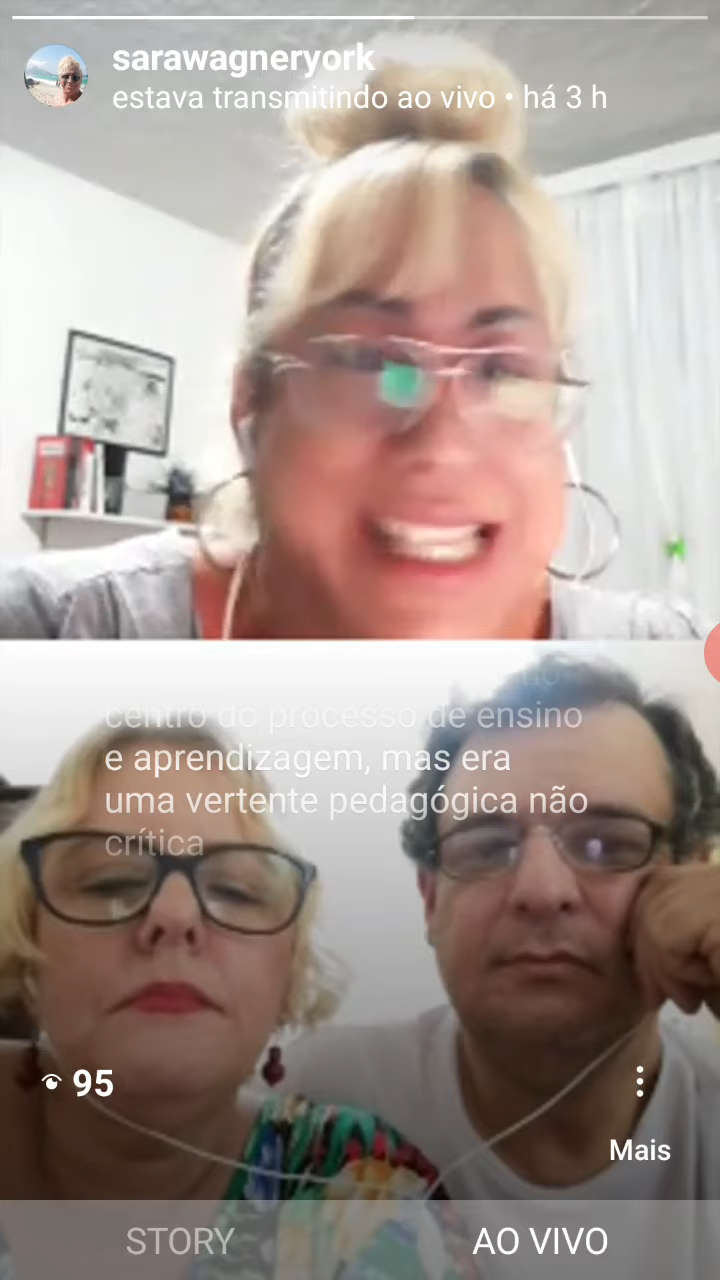 sarawagneryork
estava transmitindo ao vivo • há 3 h
centro do processo de ensino
e aprendizagem, mas era
uma vertente pedagógica não
crítica
95
Mais
STORY
AO VIVO